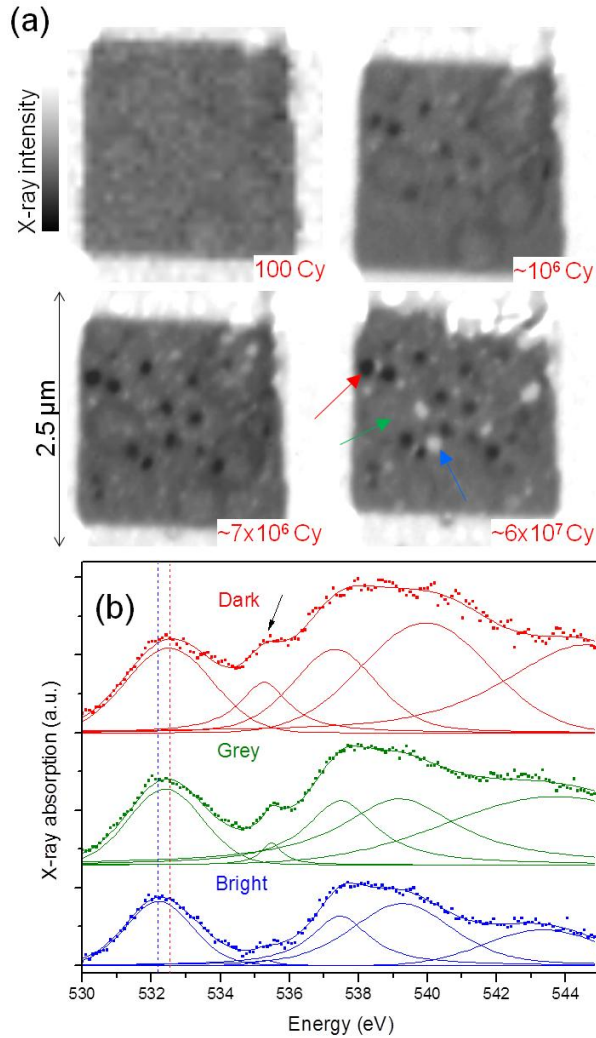 (a)
X-ray intensity
100 Cy
~10⁶ Cy
2.5 µm
~7x10⁶ Cy
~6x10⁷ Cy
(b)
Dark
Grey
Bright
X-ray absorption (a.u.)
530 532 534 536 538 540 542 544
Energy (eV)